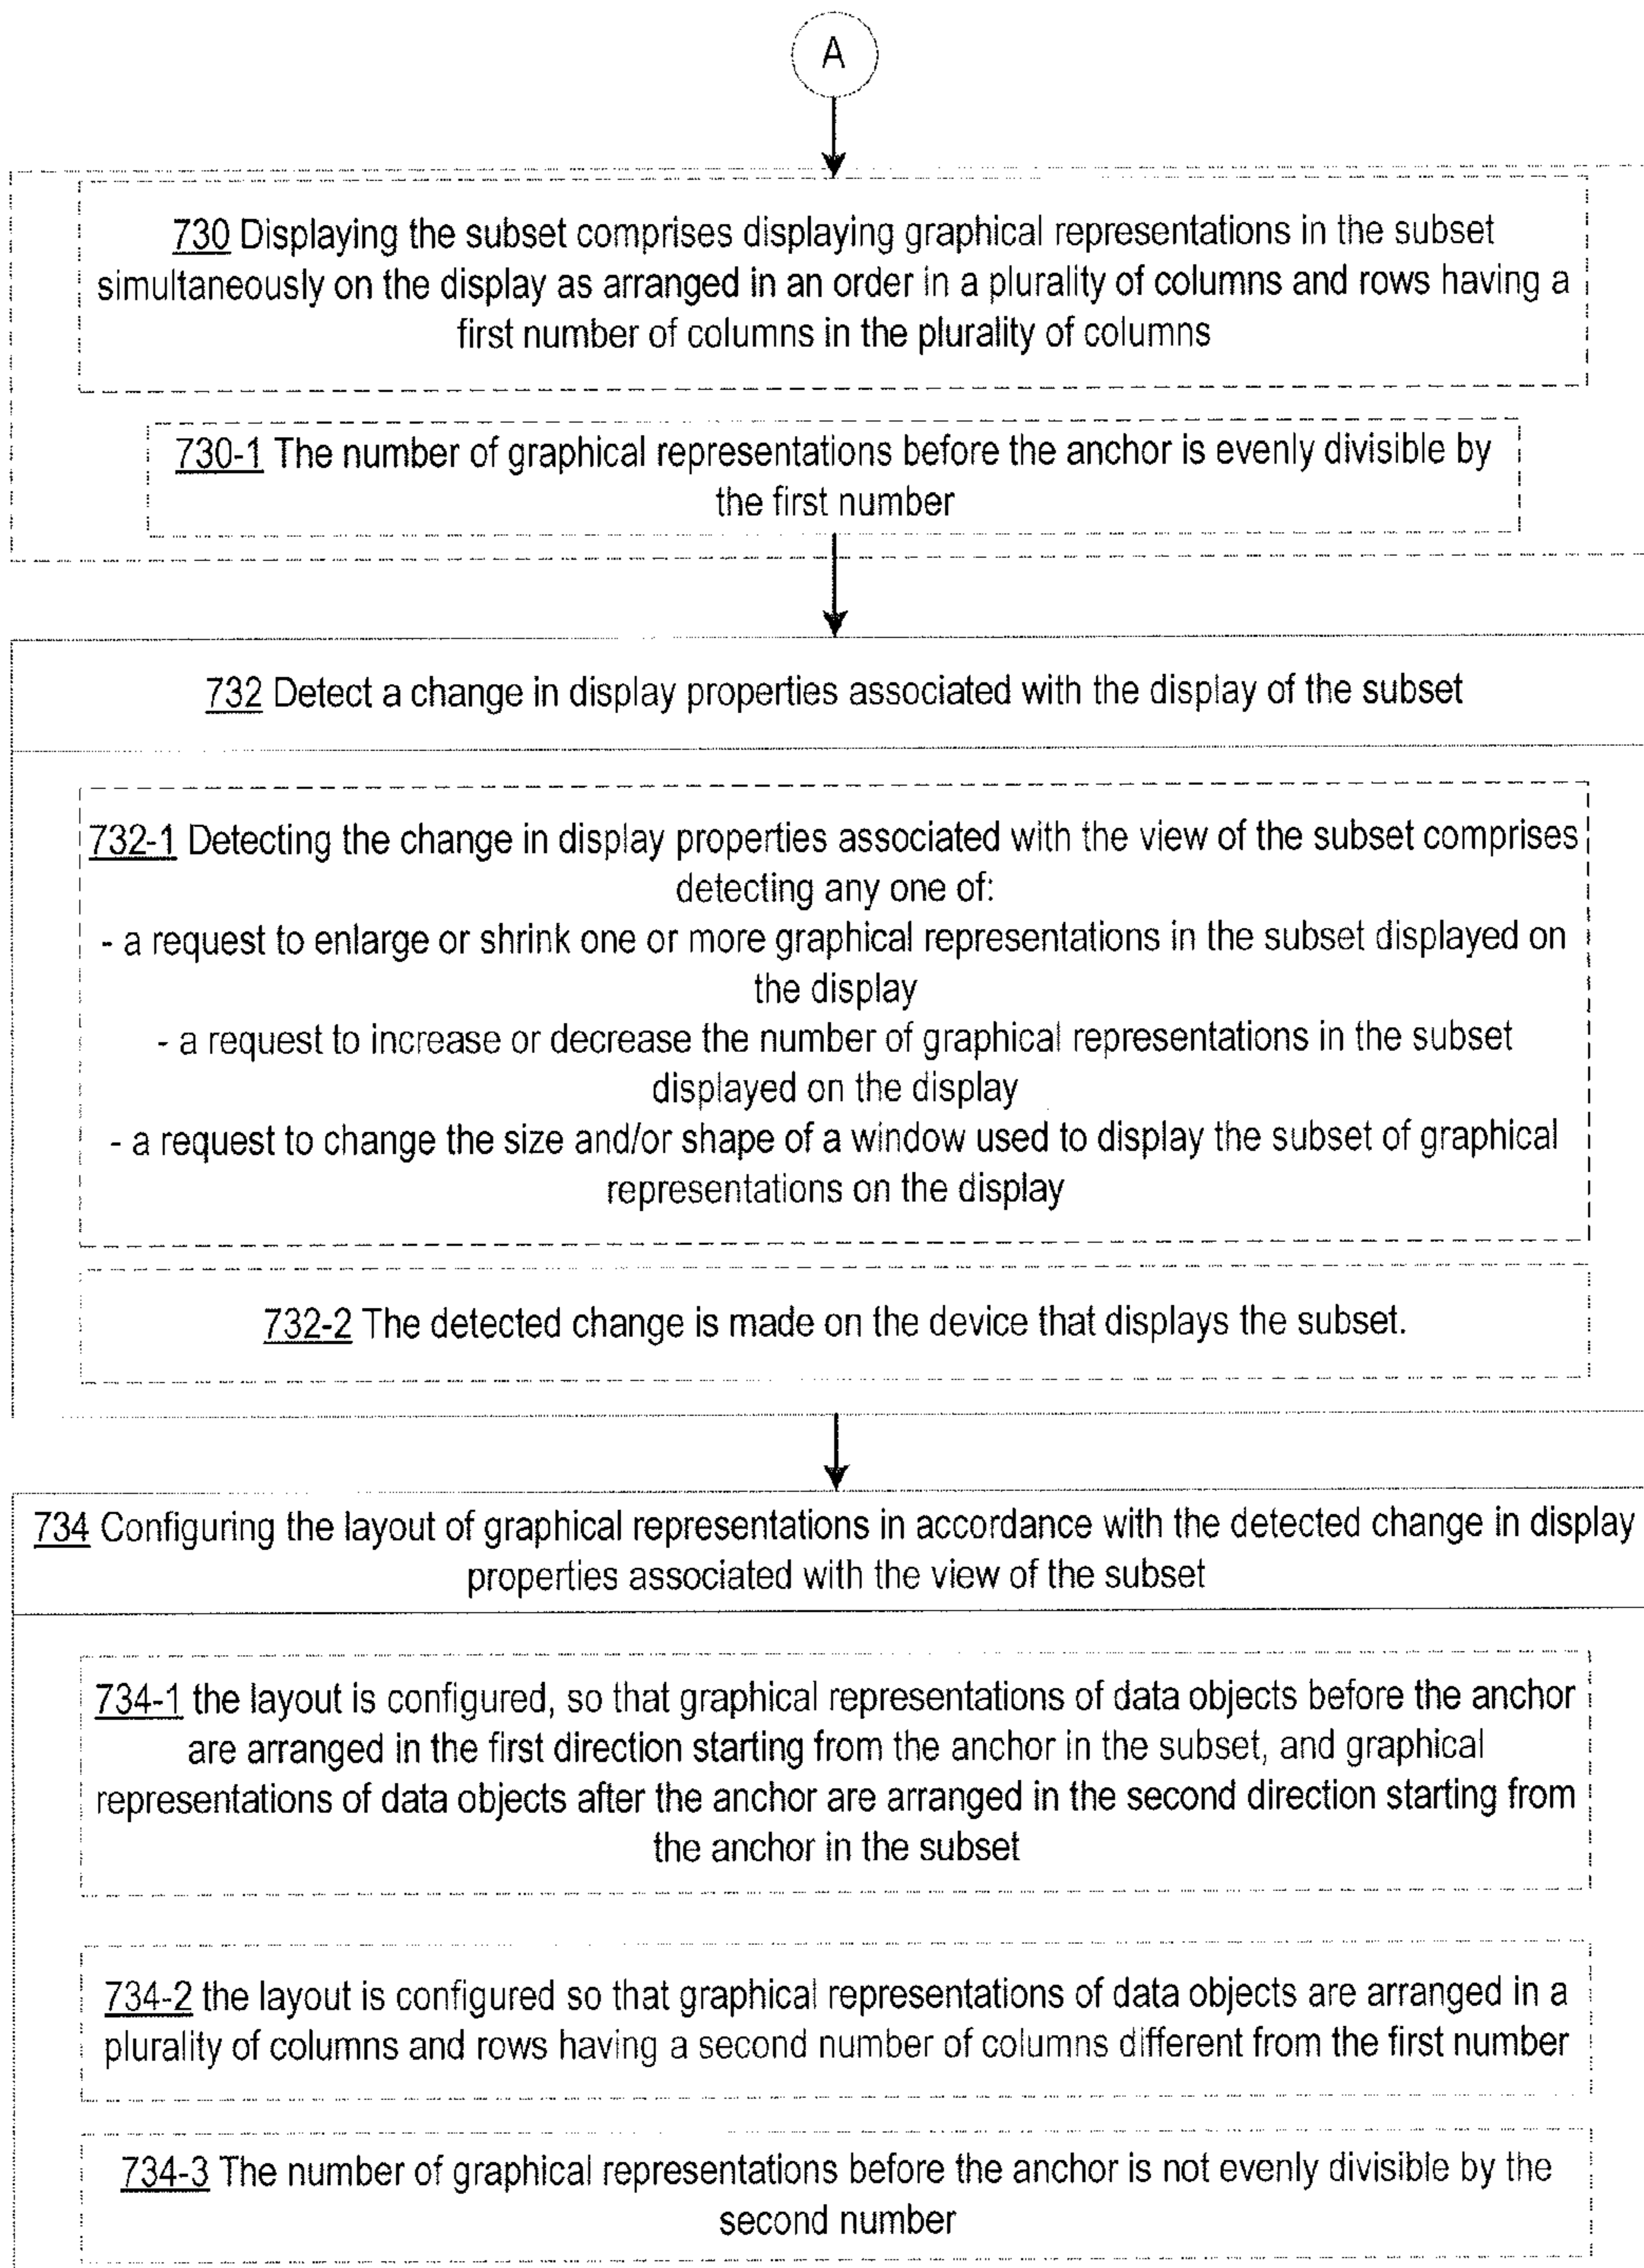 A
730 Displaying the subset comprises displaying graphical representations in the subset
simultaneously on the display as arranged in an order in a plurality of columns and rows having a
first number of columns in the plurality of columns
730-1 The number of graphical representations before the anchor is evenly divisible by
the first number
732 Detect a change in display properties associated with the display of the subset
732-1 Detecting the change in display properties associated with the view of the subset comprises
detecting any one of:
- a request to enlarge or shrink one or more graphical representations in the subset displayed on
the display
- a request to increase or decrease the number of graphical representations in the subset
displayed on the display
- a request to change the size and/or shape of a window used to display the subset of graphical
representations on the display
732-2 The detected change is made on the device that displays the subset.
734 Configuring the layout of graphical representations in accordance with the detected change in display
properties associated with the view of the subset
734-1 the layout is configured, so that graphical representations of data objects before the anchor
are arranged in the first direction starting from the anchor in the subset, and graphical
representations of data objects after the anchor are arranged in the second direction starting from
the anchor in the subset
734-2 the layout is configured so that graphical representations of data objects are arranged in a
plurality of columns and rows having a second number of columns different from the first number
734-3 The number of graphical representations before the anchor is not evenly divisible by the
second number